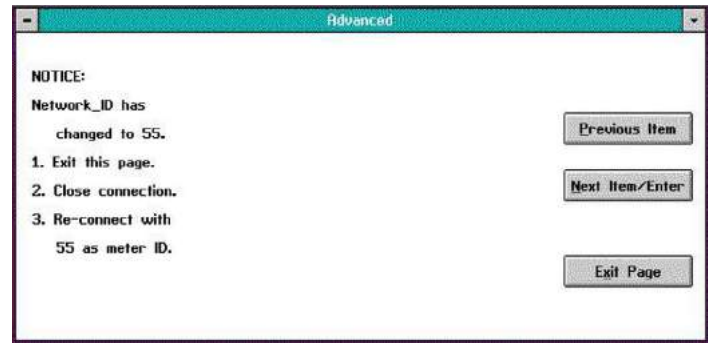 Advanced
NOTICE:
Network_ID has
changed to 55.
1. Exit this page.
2. Close connection.
3. Re-connect with
55 as meter ID.
Previous Item
Next Item/Enter
Exit Page